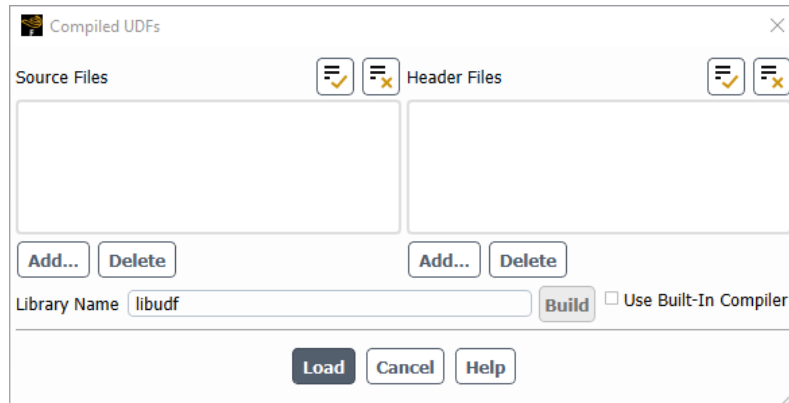 Compiled UDFs
Source Files
Header Files
Add... Delete
Add... Delete
Library Name libudf Build Use Built-In Compiler
Load Cancel Help